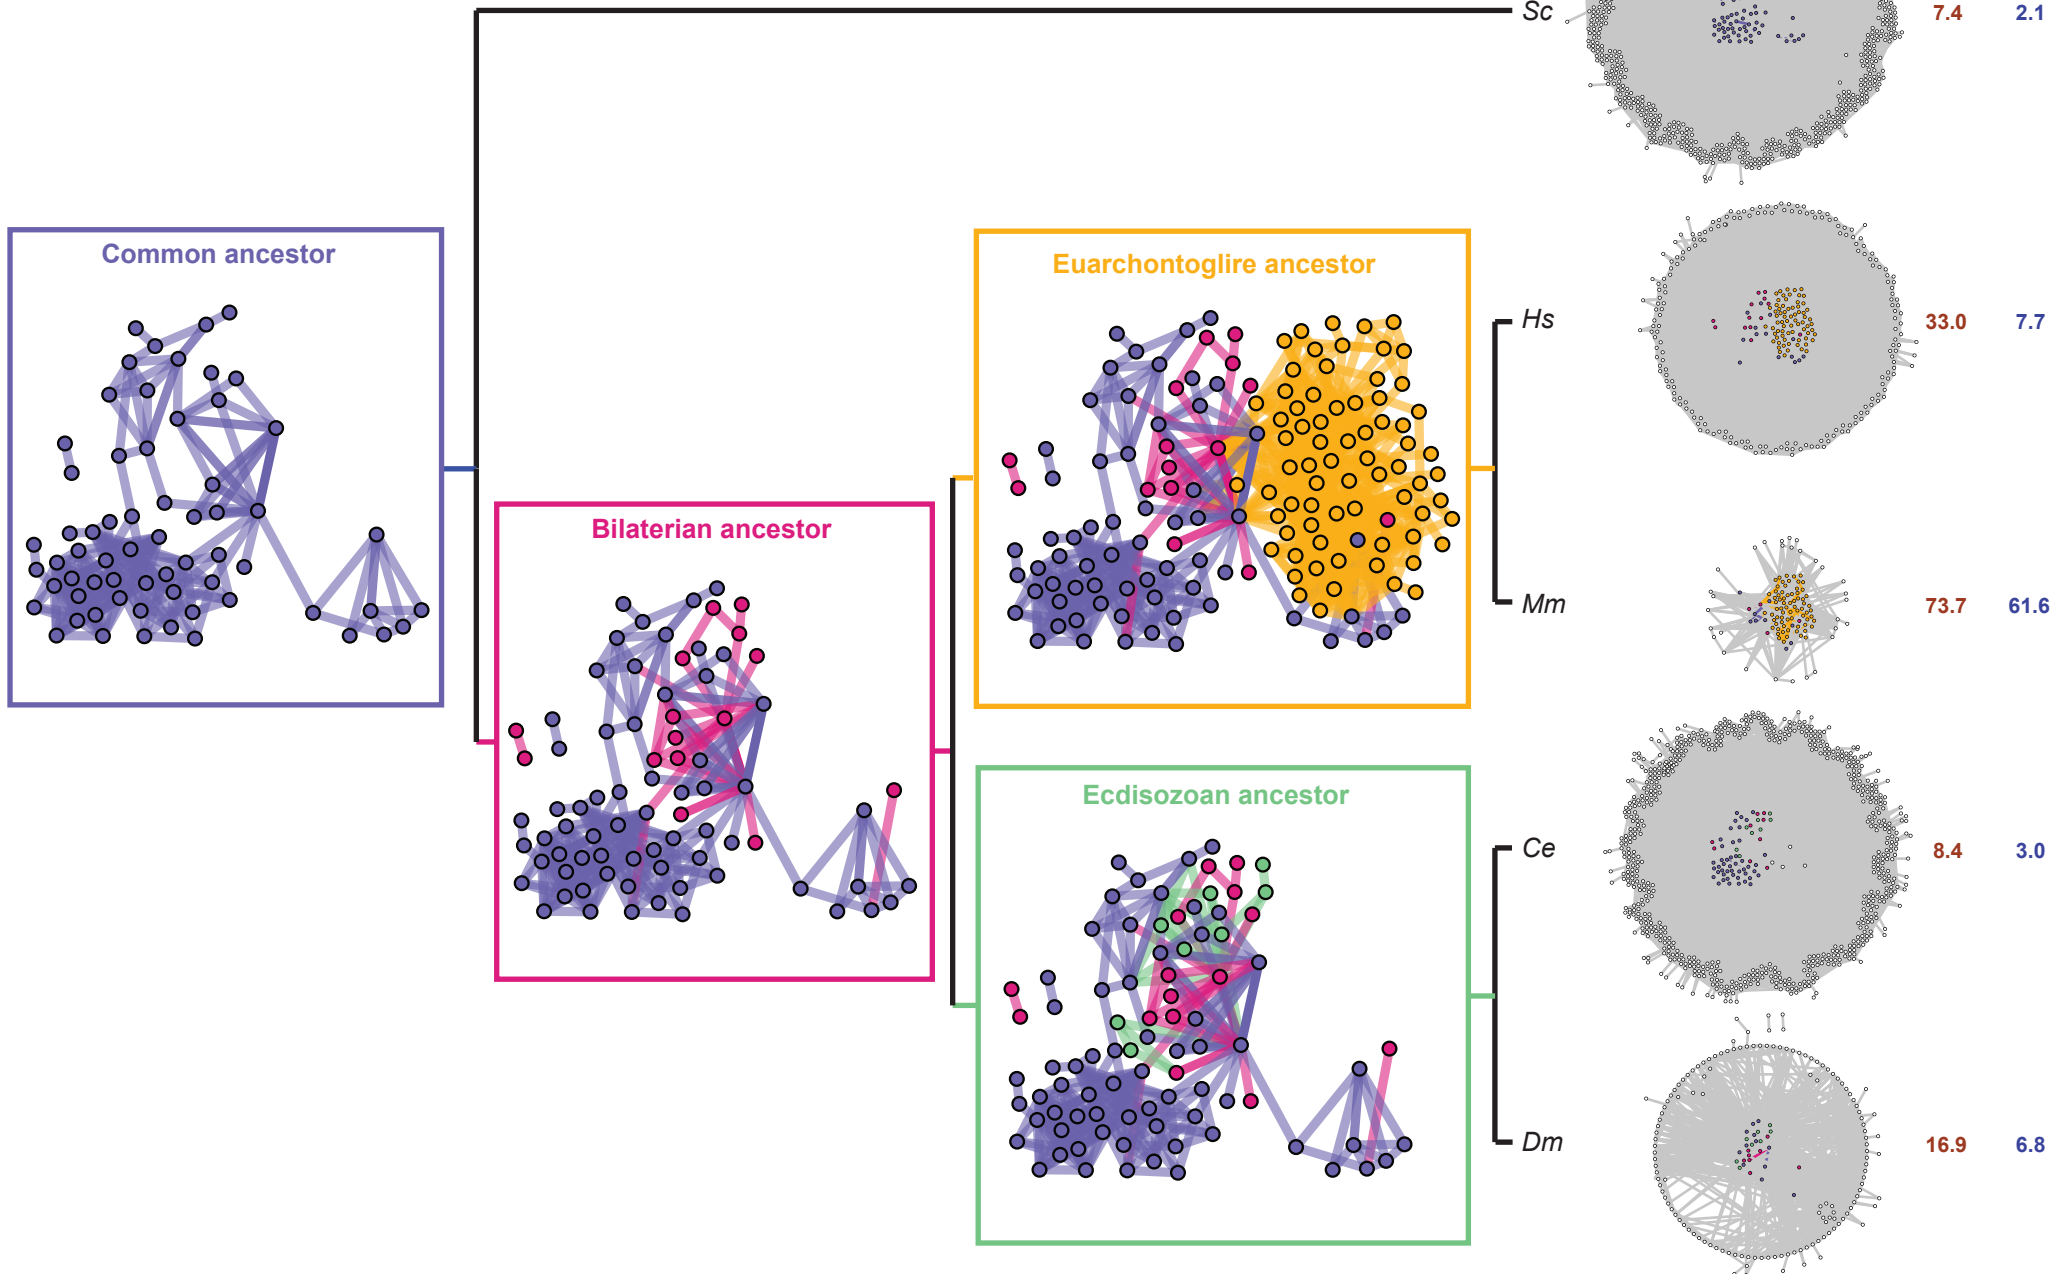 Sc 7.4 2.1
Common ancestor
Euarchontoglire ancestor
Hs 33.0 7.7
Bilaterian ancestor
Mm 73.7 61.6
Ecdisozoan ancestor
Ce 8.4 3.0
Dm 16.9 6.8